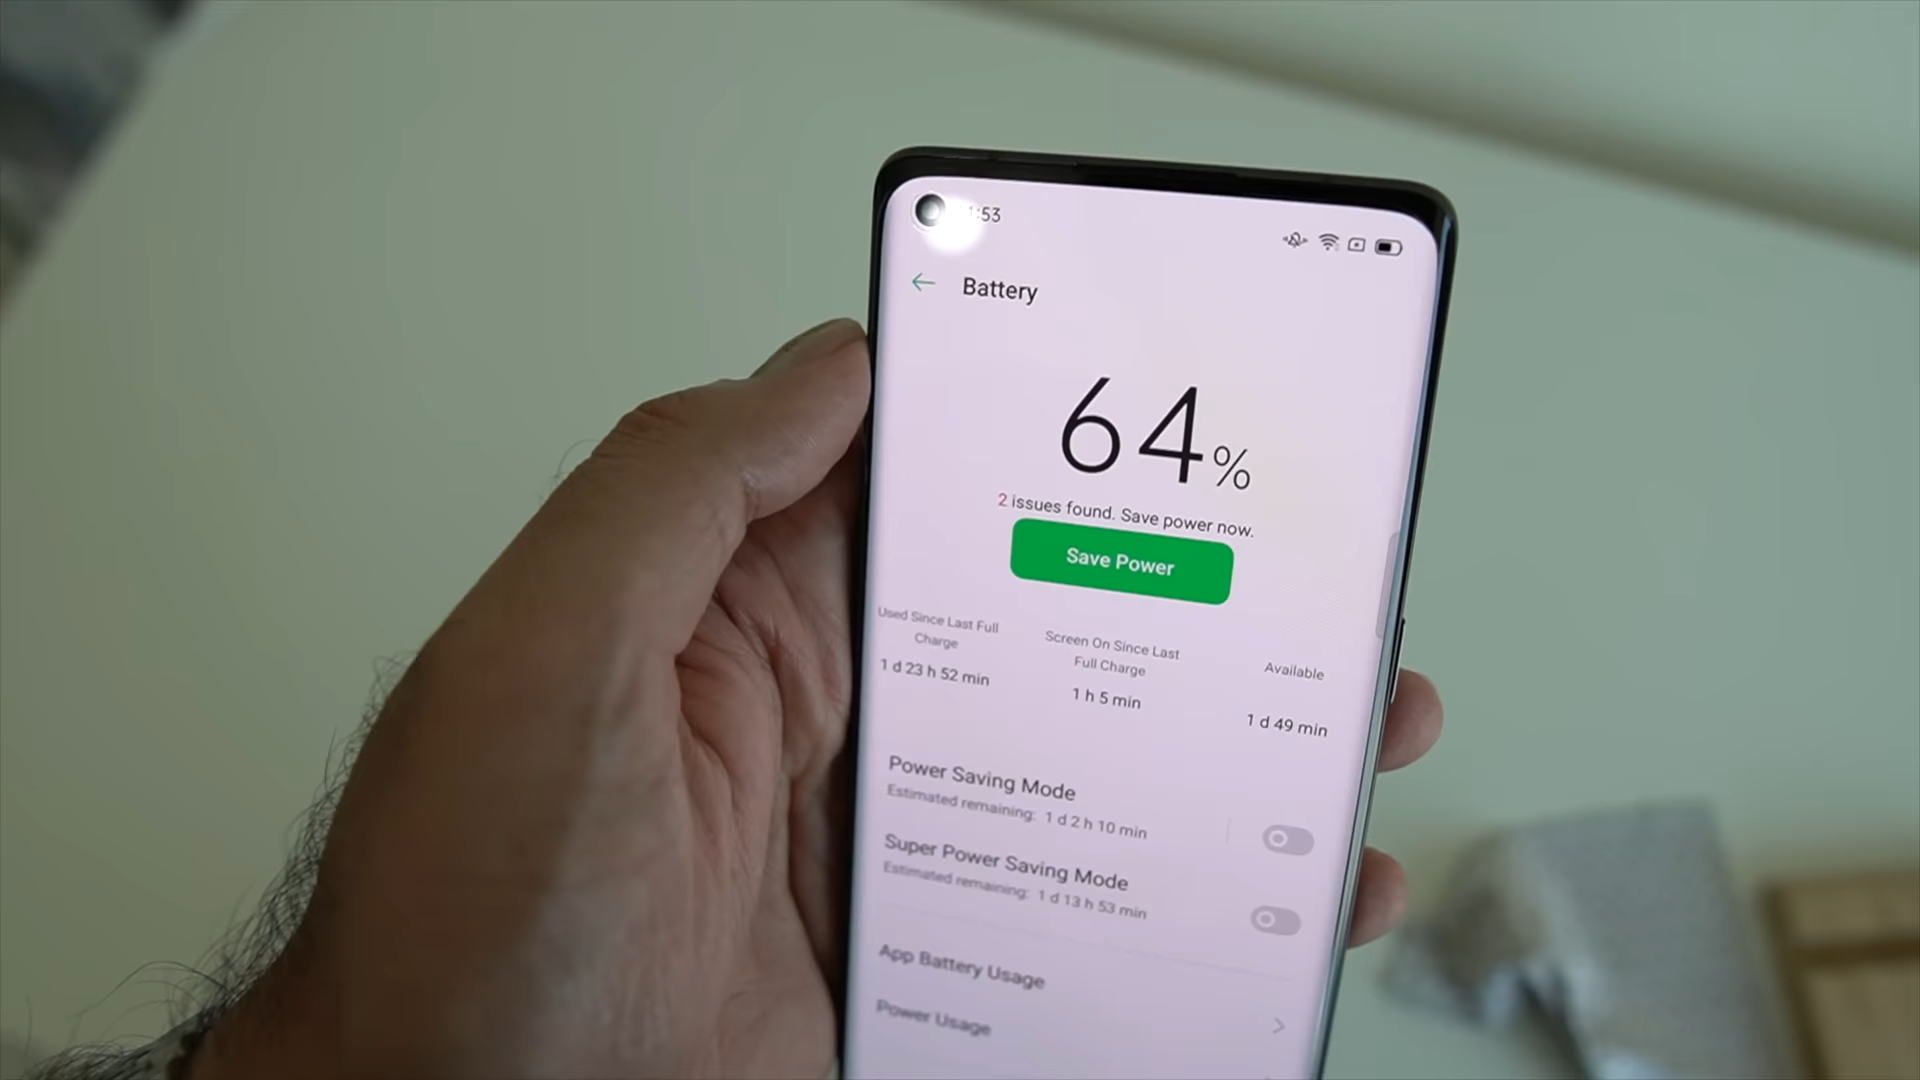 :53
Battery
64%
2 issues found. Save power now.
Save Power
Used Since Last Full
Charge
1 d 23 h 52 min
Screen On Since Last
Full Charge
1 h 5 min
Available
1 d 49 min
Power Saving Mode
Estimated remaining: 1 d 2 h 10 min
Super Power Saving Mode
Estimated remaining: 1 d 13 h 53 min
App Battery Usage
Power Usage